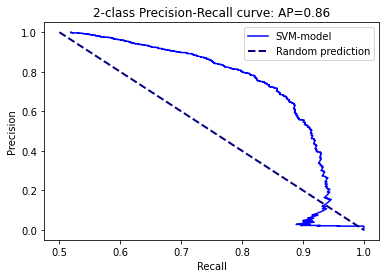 2-class Precision-Recall curve: AP=0.86
SVM-model
Random prediction
Precision
1.0
0.8
0.6
0.4
0.2
0.0
0.5 0.6 0.7 0.8 0.9 1.0
Recall